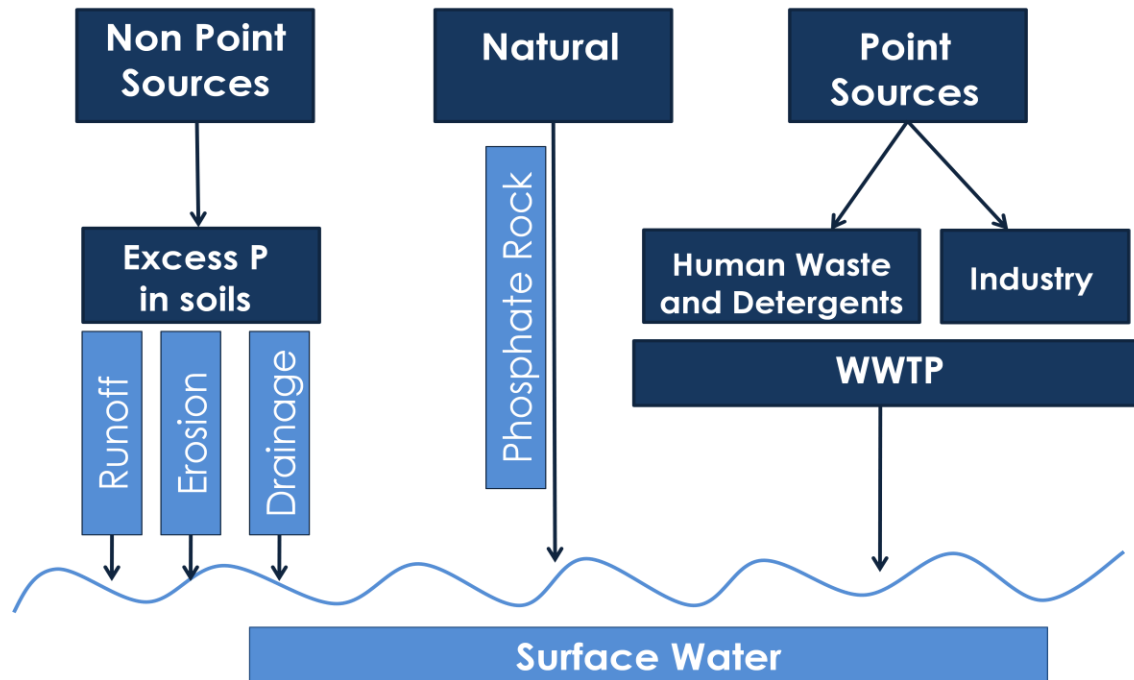 Non Point
Sources
Natural
Point
Sources
Excess P
in soils
Runoff
Erosion
Drainage
Phosphate Rock
Human Waste
and Detergents
Industry
WWTP
Surface Water